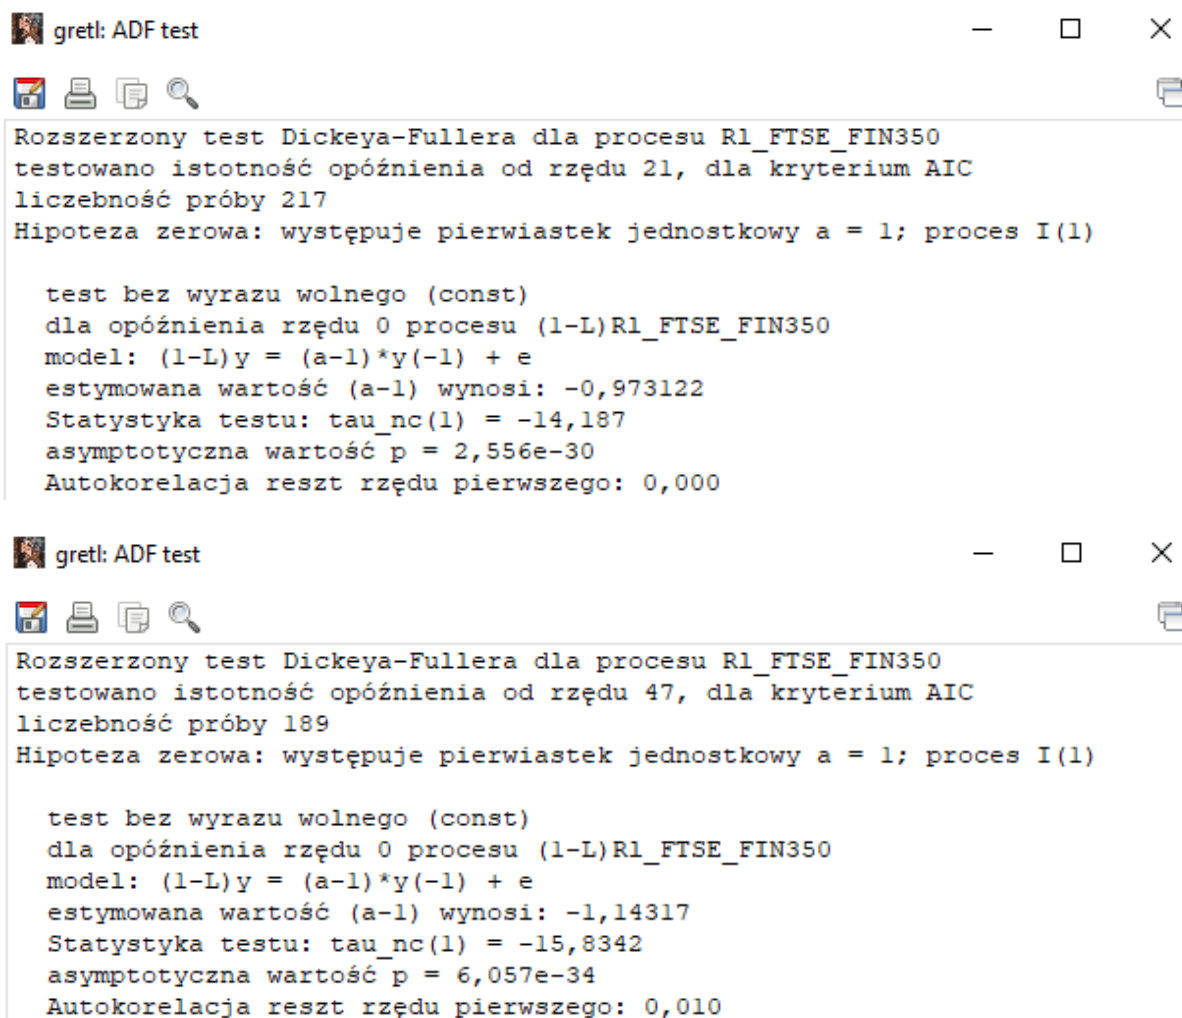 gretl: ADF test
Rozszerzony test Dickeya-Fullera dla procesu Rl_FTSE_FIN350
testowano istotność opóźnienia od rzędu 21, dla kryterium AIC
liczebność próby 217
Hipoteza zerowa: występuje pierwiastek jednostkowy a = 1; proces I(1)
test bez wyrazu wolnego (const)
dla opóźnienia rzędu 0 procesu (1-L)Rl_FTSE_FIN350
model: (1-L)y = (a-1)*y(-1) + e
estymowana wartość (a-1) wynosi: -0,973122
Statystyka testu: tau_nc(1) = -14,187
asymptotyczna wartość p = 2,556e-30
Autokorelacja reszt rzędu pierwszego: 0,000
gretl: ADF test
Rozszerzony test Dickeya-Fullera dla procesu Rl_FTSE_FIN350
testowano istotność opóźnienia od rzędu 47, dla kryterium AIC
liczebność próby 189
Hipoteza zerowa: występuje pierwiastek jednostkowy a = 1; proces I(1)
test bez wyrazu wolnego (const)
dla opóźnienia rzędu 0 procesu (1-L)Rl_FTSE_FIN350
model: (1-L)y = (a-1)*y(-1) + e
estymowana wartość (a-1) wynosi: -1,14317
Statystyka testu: tau_nc(1) = -15,8342
asymptotyczna wartość p = 6,057e-34
Autokorelacja reszt rzędu pierwszego: 0,010